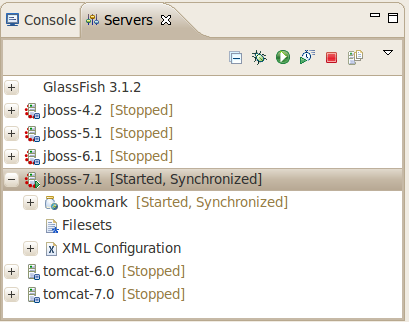 Console Servers
GlassFish 3.1.2
jboss-4.2 [Stopped]
jboss-5.1 [Stopped]
jboss-6.1 [Stopped]
jboss-7.1 [Started, Synchronized]
bookmark [Started, Synchronized]
Filesets
XML Configuration
tomcat-6.0 [Stopped]
tomcat-7.0 [Stopped]